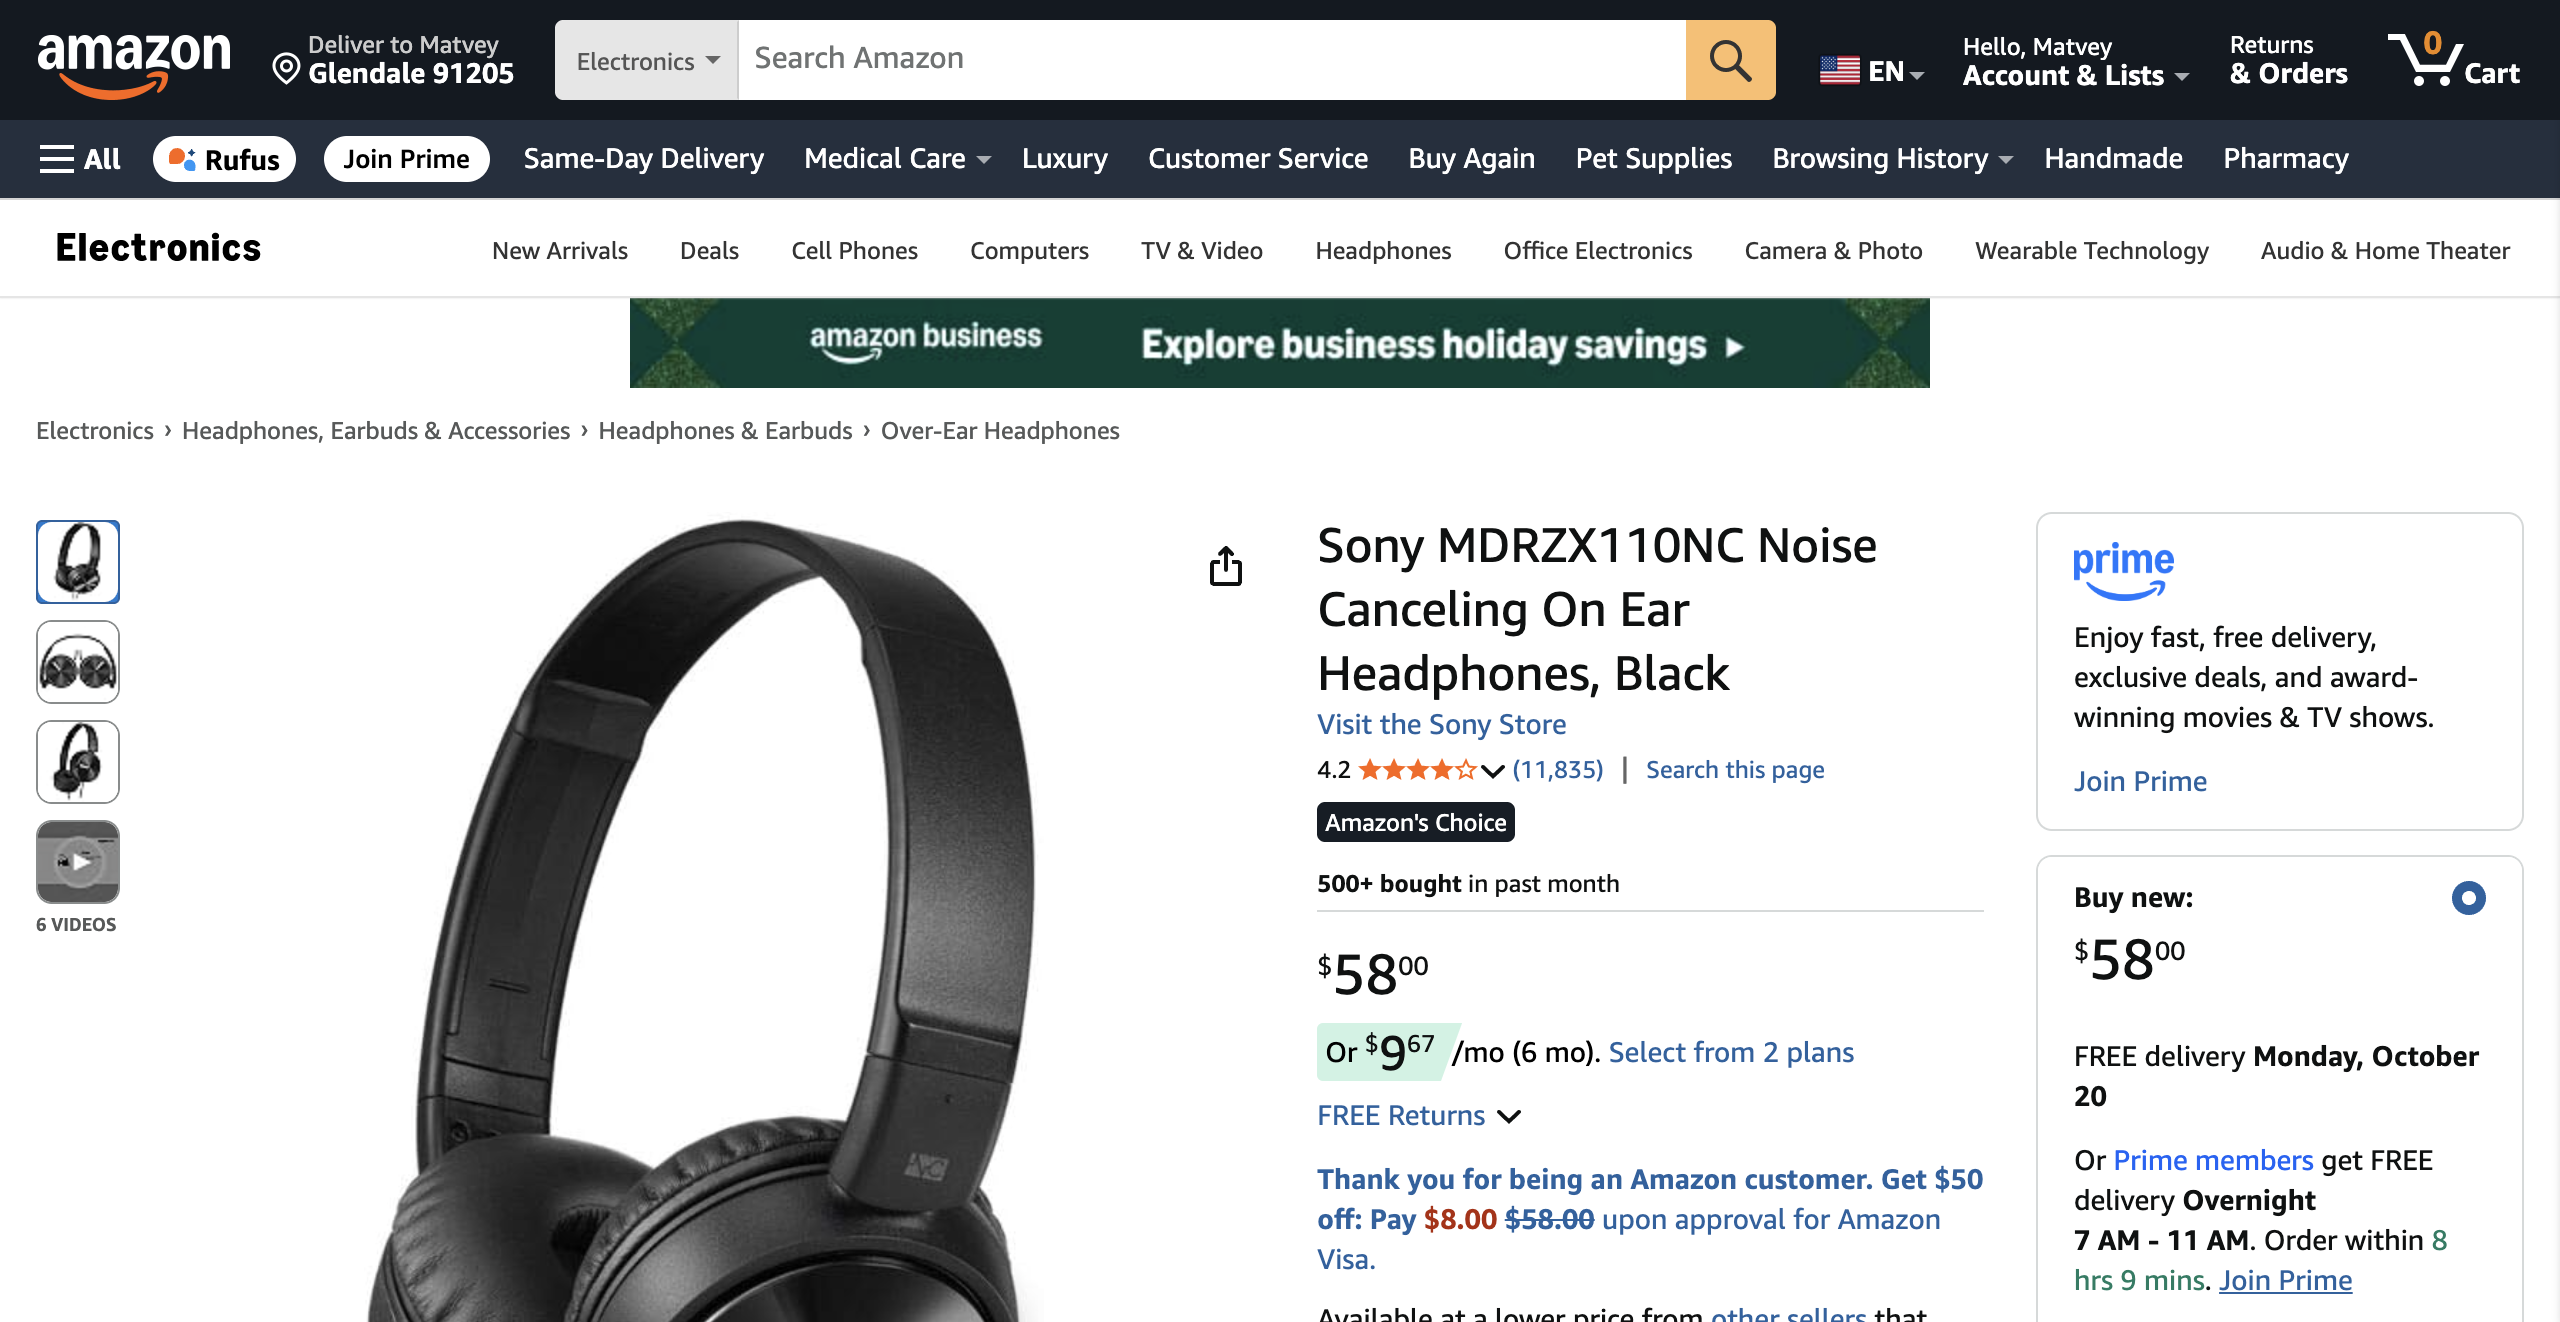 amazon
Deliver to Matvey
Glendale 91205
Electronics
Search Amazon
EN
Hello, Matvey
Account & Lists
Returns
& Orders
0
Cart
All
Rufus
Join Prime
Same-Day Delivery
Medical Care
Luxury
Customer Service
Buy Again
Pet Supplies
Browsing History
Handmade
Pharmacy
Electronics
New Arrivals
Deals
Cell Phones
Computers
TV & Video
Headphones
Office Electronics
Camera & Photo
Wearable Technology
Audio & Home Theater
amazon business
Explore business holiday savings
Electronics › Headphones, Earbuds & Accessories › Headphones & Earbuds › Over-Ear Headphones
6 VIDEOS
Sony MDRZX110NC Noise
Canceling On Ear
Headphones, Black
Visit the Sony Store
4.2 (11,835) | Search this page
Amazon's Choice
500+ bought in past month
$5800
Or $967 /mo (6 mo). Select from 2 plans
FREE Returns
Thank you for being an Amazon customer. Get $50
off: Pay $8.00 $58.00 upon approval for Amazon
Visa.
Available at a lower price from other sellers that
prime
Enjoy fast, free delivery,
exclusive deals, and award-
winning movies & TV shows.
Join Prime
Buy new:
$5800
FREE delivery Monday, October
20
Or Prime members get FREE
delivery Overnight
7 AM - 11 AM. Order within 8
hrs 9 mins. Join Prime